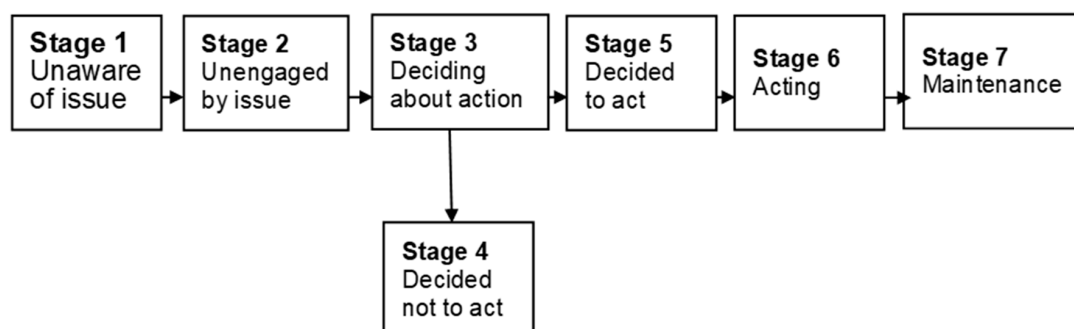 Stage 1
Unaware
of issue
Stage 2
Unengaged
by issue
Stage 3
Deciding
about action
Stage 5
Decided
to act
Stage 6
Acting
Stage 7
Maintenance
Stage 4
Decided
not to act